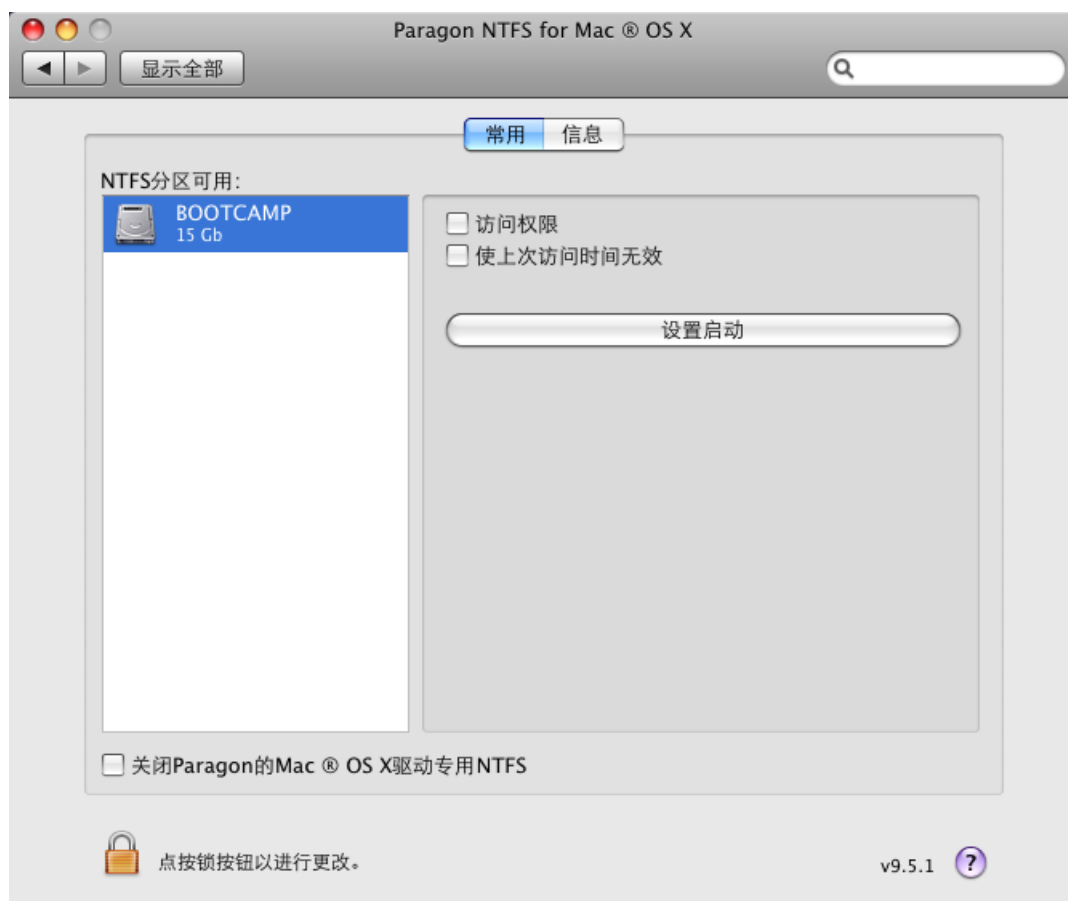 Paragon NTFS for Mac ® OS X
显示全部
常用 信息
NTFS分区可用:
BOOTCAMP
15 Gb
访问权限
使上次访问时间无效
设置启动
关闭Paragon的Mac ® OS X驱动专用NTFS
点按锁按钮以进行更改。
v9.5.1 ?